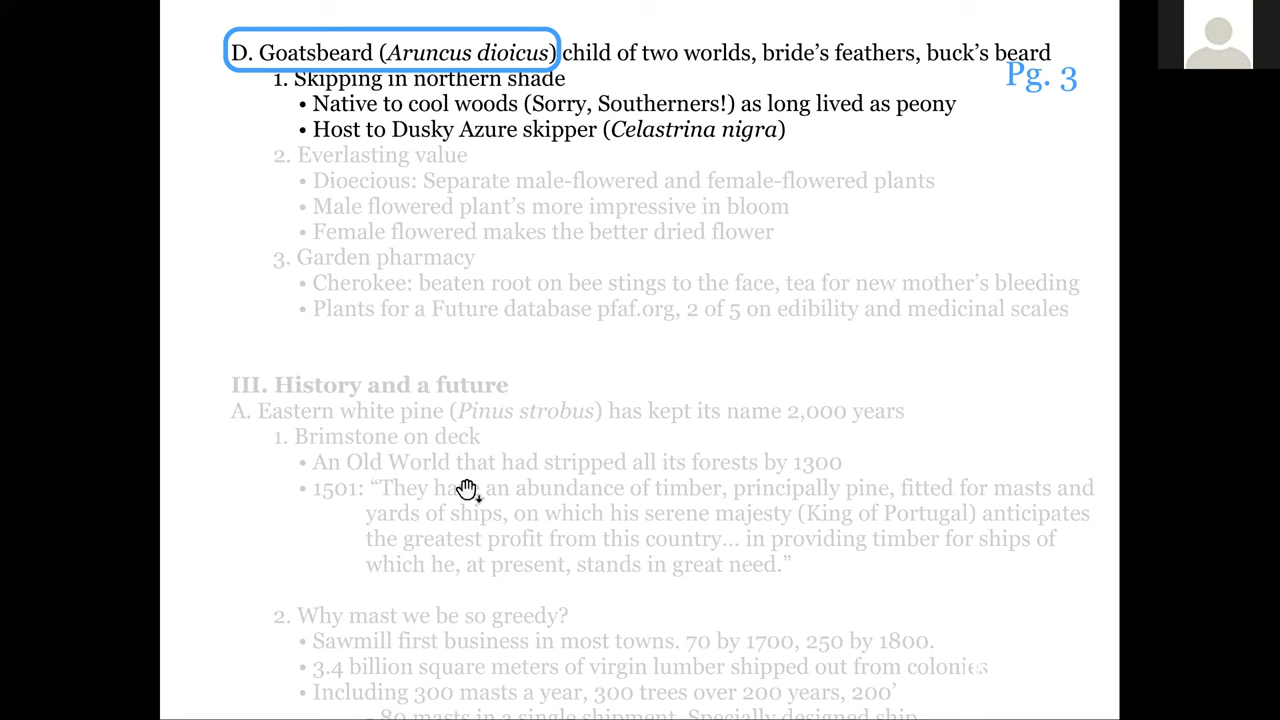 D. Goatsbeard (Aruncus dioicus) child of two worlds, bride's feathers, buck's beard
Pg. 3
1. Skipping in northern shade
• Native to cool woods (Sorry, Southerners!) as long lived as peony
• Host to Dusky Azure skipper (Celastrina nigra)
2. Everlasting value
• Dioecious: Separate male-flowered and female-flowered plants
• Male flowered plant's more impressive in bloom
• Female flowered makes the better dried flower
3. Garden pharmacy
• Cherokee: beaten root on bee stings to the face, tea for new mother's bleeding
• Plants for a Future database pfaf.org, 2 of 5 on edibility and medicinal scales
III. History and a future
A. Eastern white pine (Pinus strobus) has kept its name 2,000 years
1. Brimstone on deck
• An Old World that had stripped all its forests by 1300
• 1501: “They have an abundance of timber, principally pine, fitted for masts and
yards of ships, on which his serene majesty (King of Portugal) anticipates
the greatest profit from this country... in providing timber for ships of
which he, at present, stands in great need.”
2. Why mast we be so greedy?
• Sawmill first business in most towns. 70 by 1700, 250 by 1800.
• 3.4 billion square meters of virgin lumber shipped out from colonies
• Including 300 masts a year, 300 trees over 200 years, 200’
- 80 masts in a single shipment. Specially designed ship